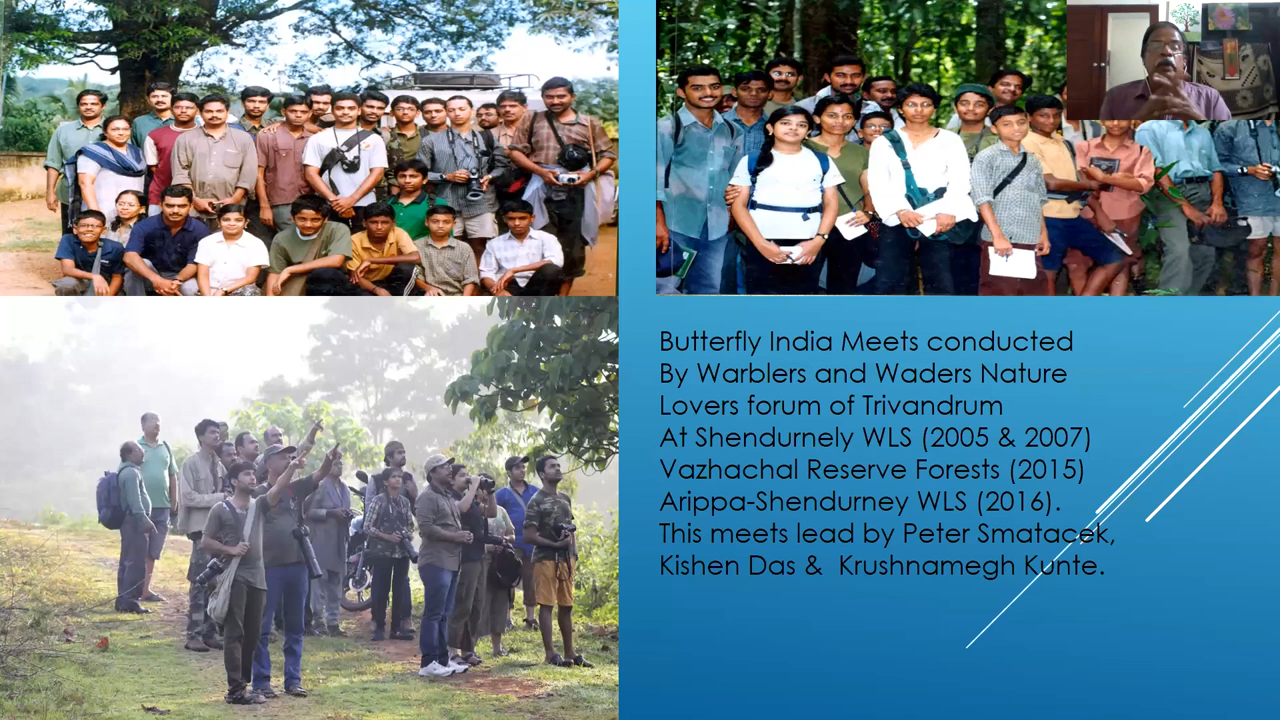 Butterfly India Meets conducted
By Warblers and Waders Nature
Lovers forum of Trivandrum
At Shendurnely WLS (2005 & 2007)
Vazhachal Reserve Forests (2015)
Arippa-Shendurney WLS (2016).
This meets lead by Peter Smatacek,
Kishen Das &  Krushnamegh Kunte.